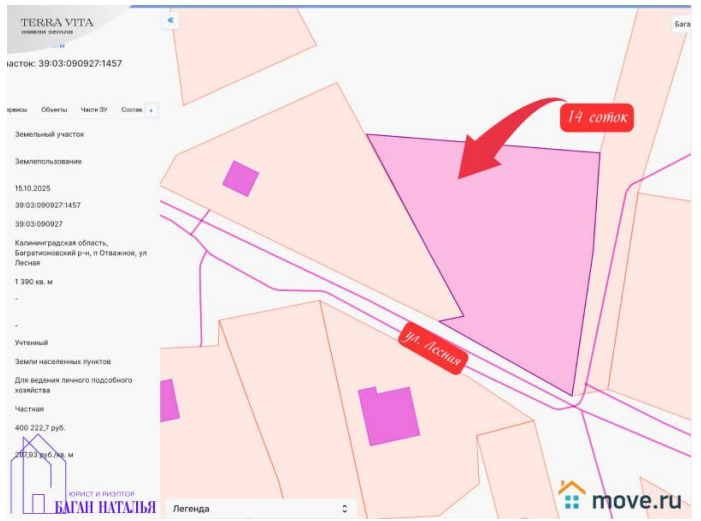 TERRA VITA
новая земля
участок: 39:03:090927:1457
Объекты
Части ЗУ
Состав
Земельный участок
Землепользование
15.10.2025
39:03:090927:1457
39:03:090927
Калининградская область,
Багратионовский р-н, п Отважное, ул
Лесная
1 390 кв. м
-
-
Учтенный
Земли населенных пунктов
Для ведения личного подсобного
хозяйства
Частная
400 222,7 руб.
287,93 руб./кв. м
ЮРИСТ И РИЭЛТОР
БАГАН НАТАЛЬЯ
Бага
14 соток
ул. Лесная
Легенда
move.ru